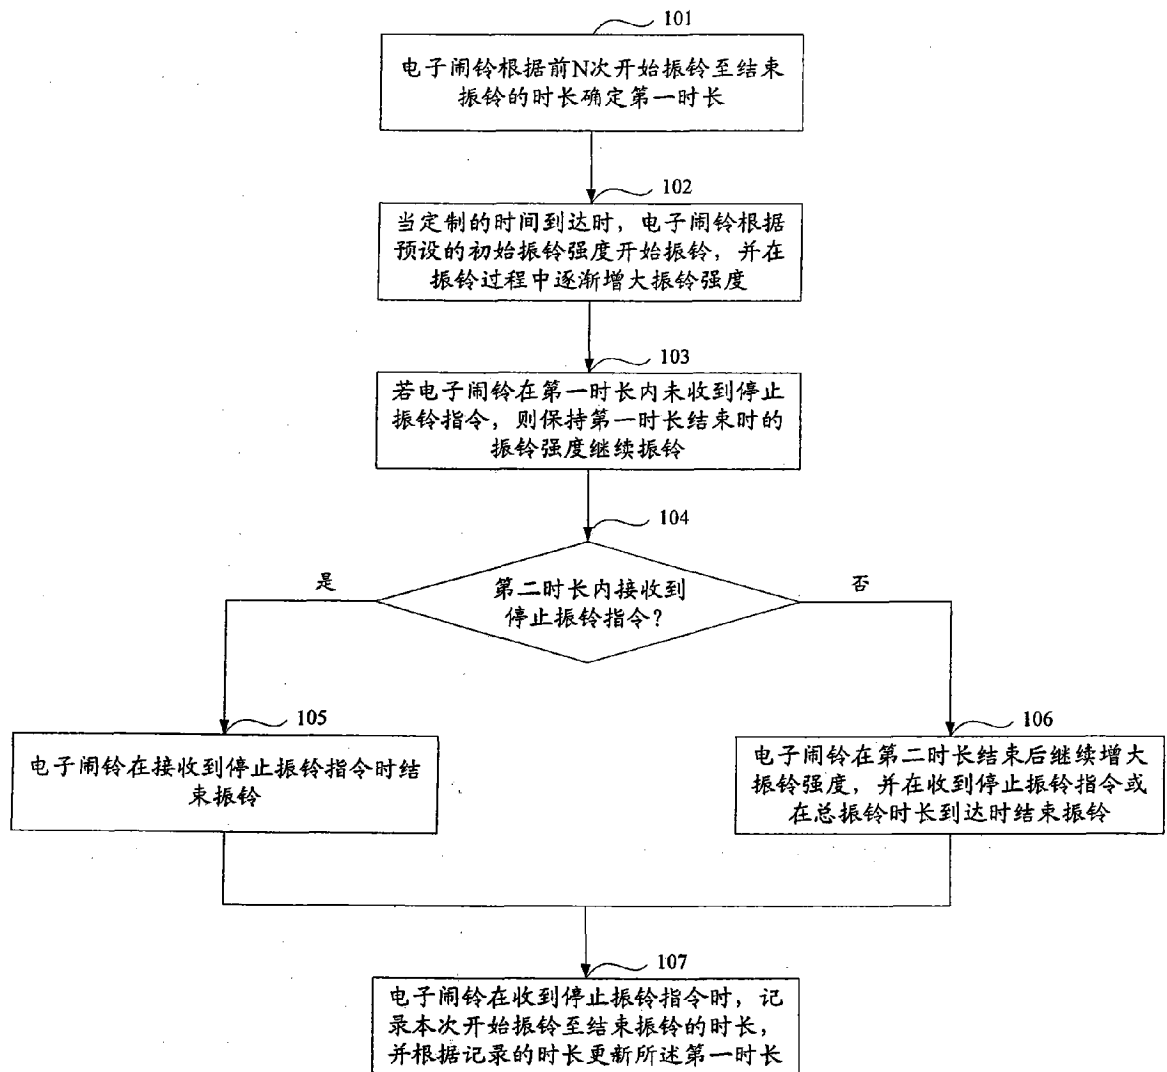 101
电子闹铃根据前N次开始振铃至结束
振铃的时长确定第一时长
102
当定制的时间到达时，电子闹铃根据
预设的初始振铃强度开始振铃，并在
振铃过程中逐渐增大振铃强度
103
若电子闹铃在第一时长内未收到停止
振铃指令，则保持第一时长结束时的
振铃强度继续振铃
104
第二时长内接收到
停止振铃指令？
是
否
105
电子闹铃在接收到停止振铃指令时结
束振铃
106
电子闹铃在第二时长结束后继续增大
振铃强度，并在收到停止振铃指令或
在总振铃时长到达时结束振铃
107
电子闹铃在收到停止振铃指令时，记
录本次开始振铃至结束振铃的时长，
并根据记录的时长更新所述第一时长